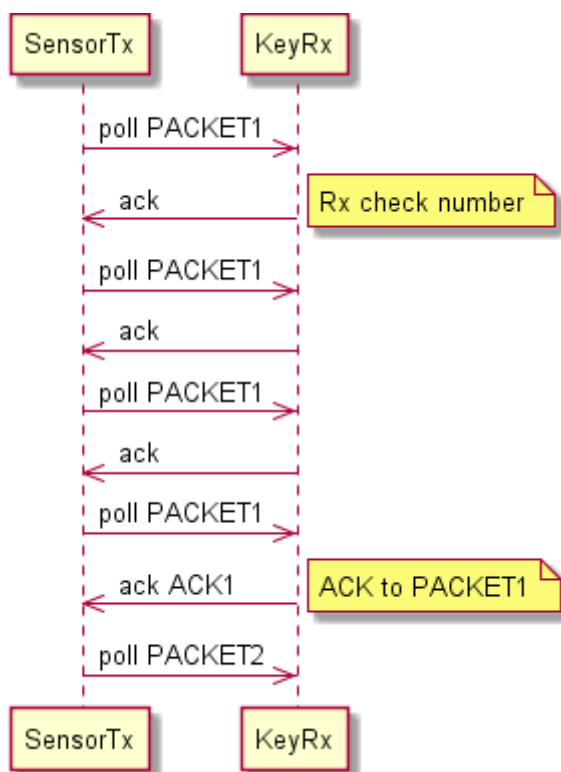 SensorTx KeyRx
poll PACKET1
ack
Rx check number
poll PACKET1
ack
poll PACKET1
ack
poll PACKET1
ack ACK1
ACK to PACKET1
poll PACKET2
SensorTx KeyRx